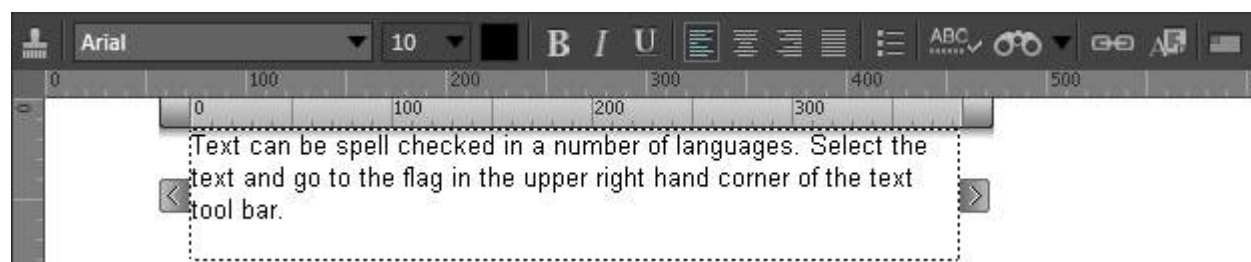 Arial 10 B I U ABC A
0 100 200 300 400 500
0 0 100 200 300
Text can be spell checked in a number of languages. Select the
text and go to the flag in the upper right hand corner of the text
tool bar.